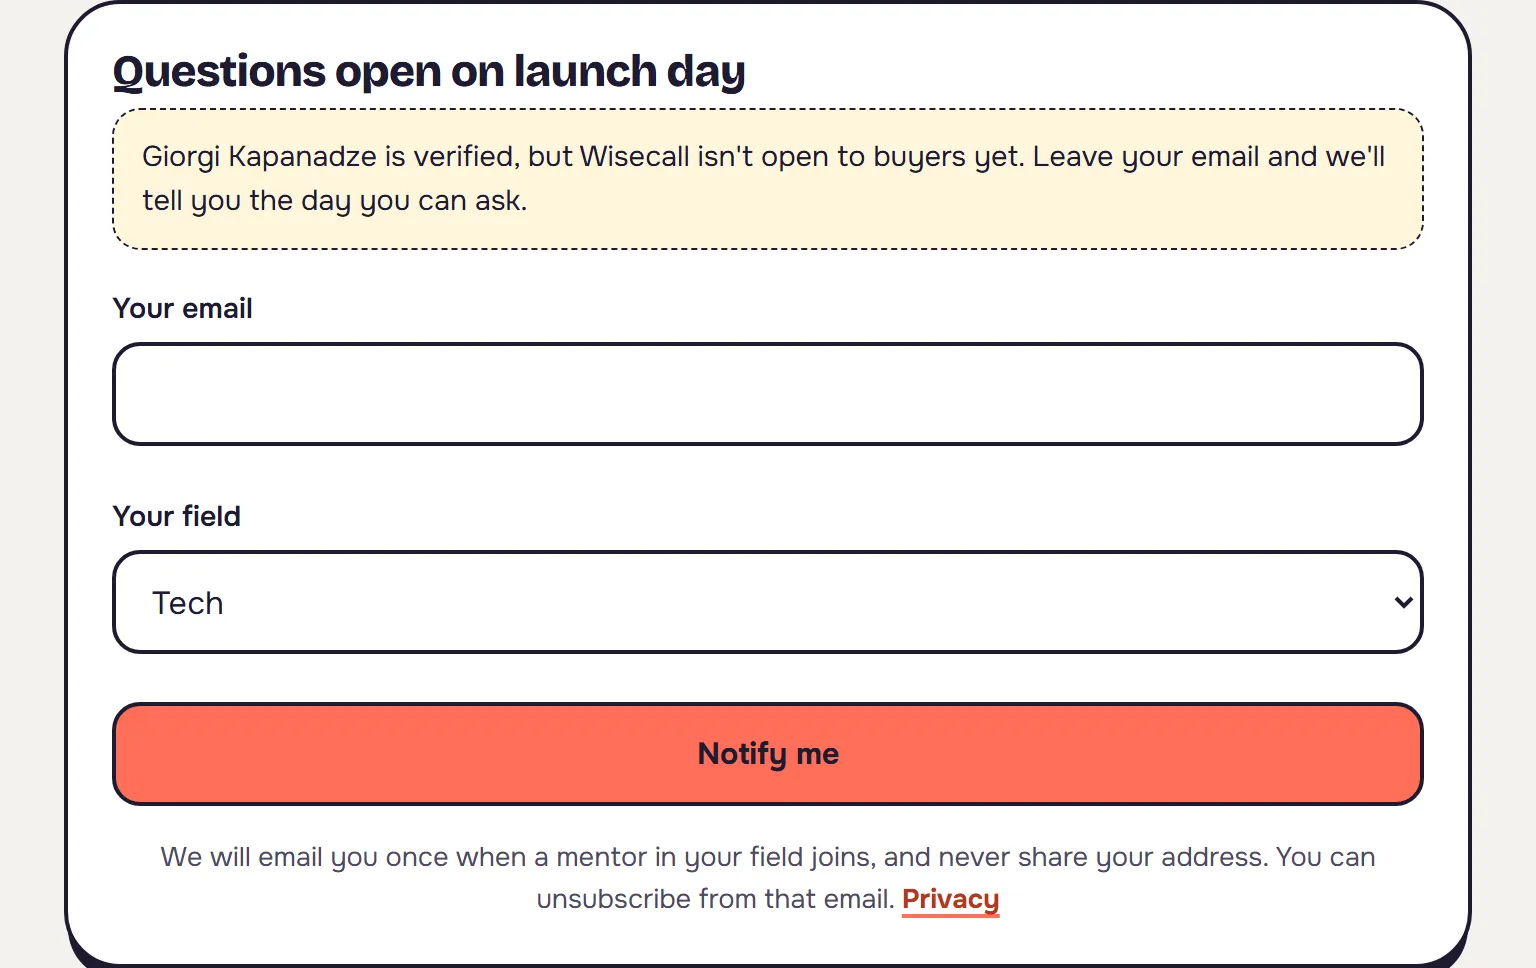 Questions open on launch day
Giorgi Kapanadze is verified, but Wisecall isn't open to buyers yet. Leave your email and we'll
tell you the day you can ask.
Your email
Your field
Tech
Notify me
We will email you once when a mentor in your field joins, and never share your address. You can
unsubscribe from that email. Privacy